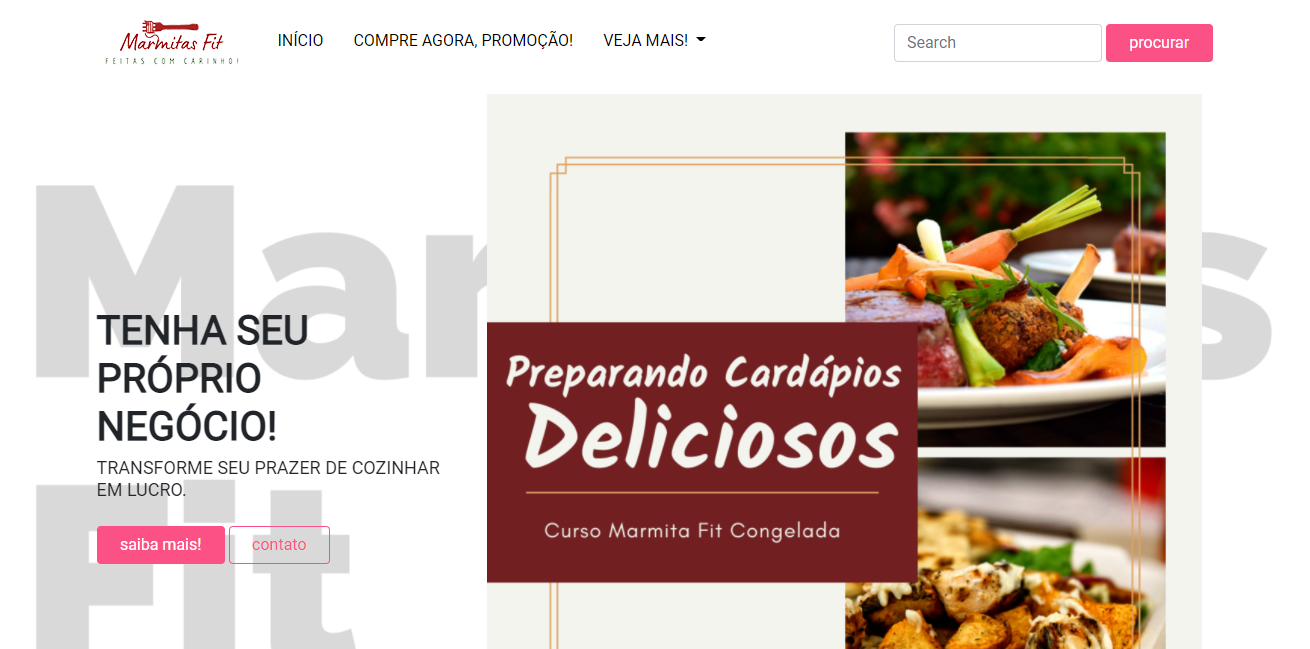 Marmitas Fit
FEITAS COM CARINHO!
INÍCIO
COMPRE AGORA, PROMOÇÃO!
VEJA MAIS!
Search
procurar
Mar s
Fit
TENHA SEU
PRÓPRIO
NEGÓCIO!
TRANSFORME SEU PRAZER DE COZINHAR
EM LUCRO.
saiba mais!
contato
Preparando Cardápios
Deliciosos
Curso Marmita Fit Congelada